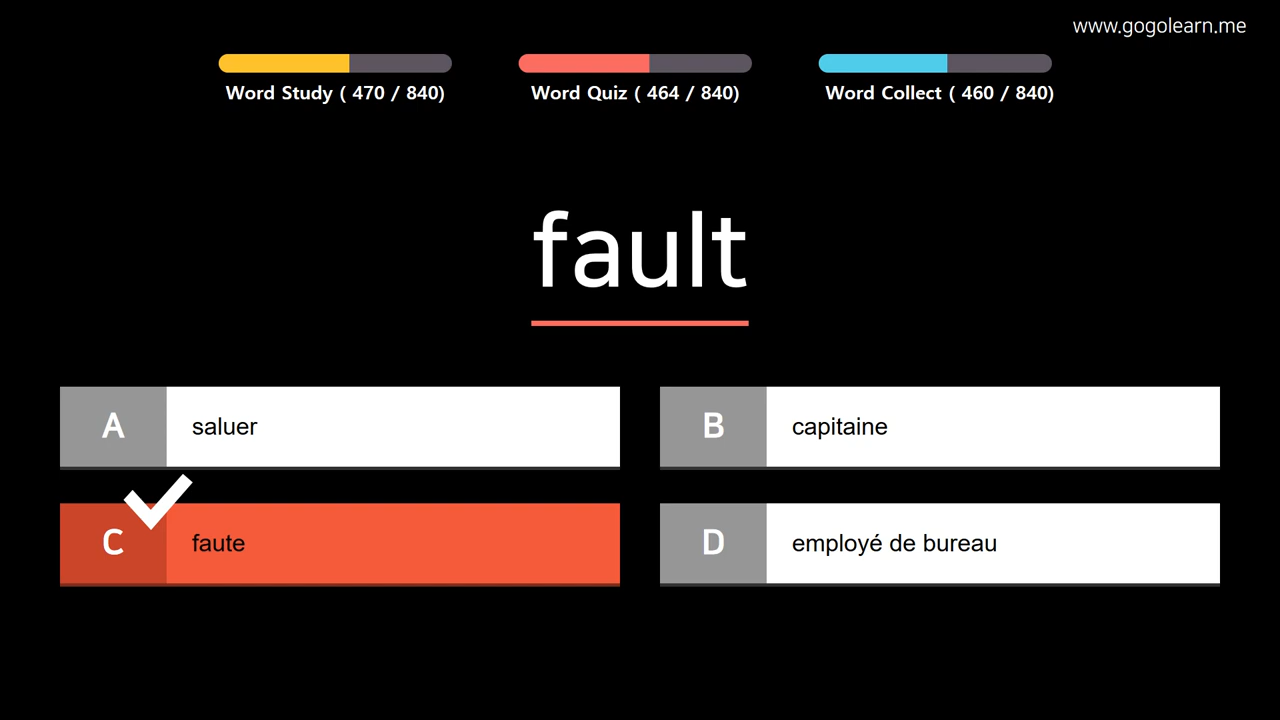 www.gogolearn.me
Word Study ( 470 / 840)
Word Quiz ( 464 / 840)
Word Collect ( 460 / 840)
fault
A saluer
B capitaine
C faute
D employé de bureau